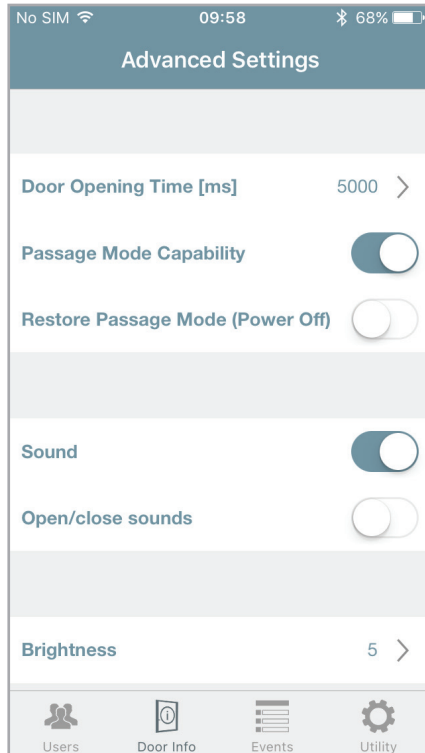 No SIM 09:58 68%
Advanced Settings
Door Opening Time [ms] 5000
Passage Mode Capability
Restore Passage Mode (Power Off)
Sound
Open/close sounds
Brightness 5
Users Door Info Events Utility